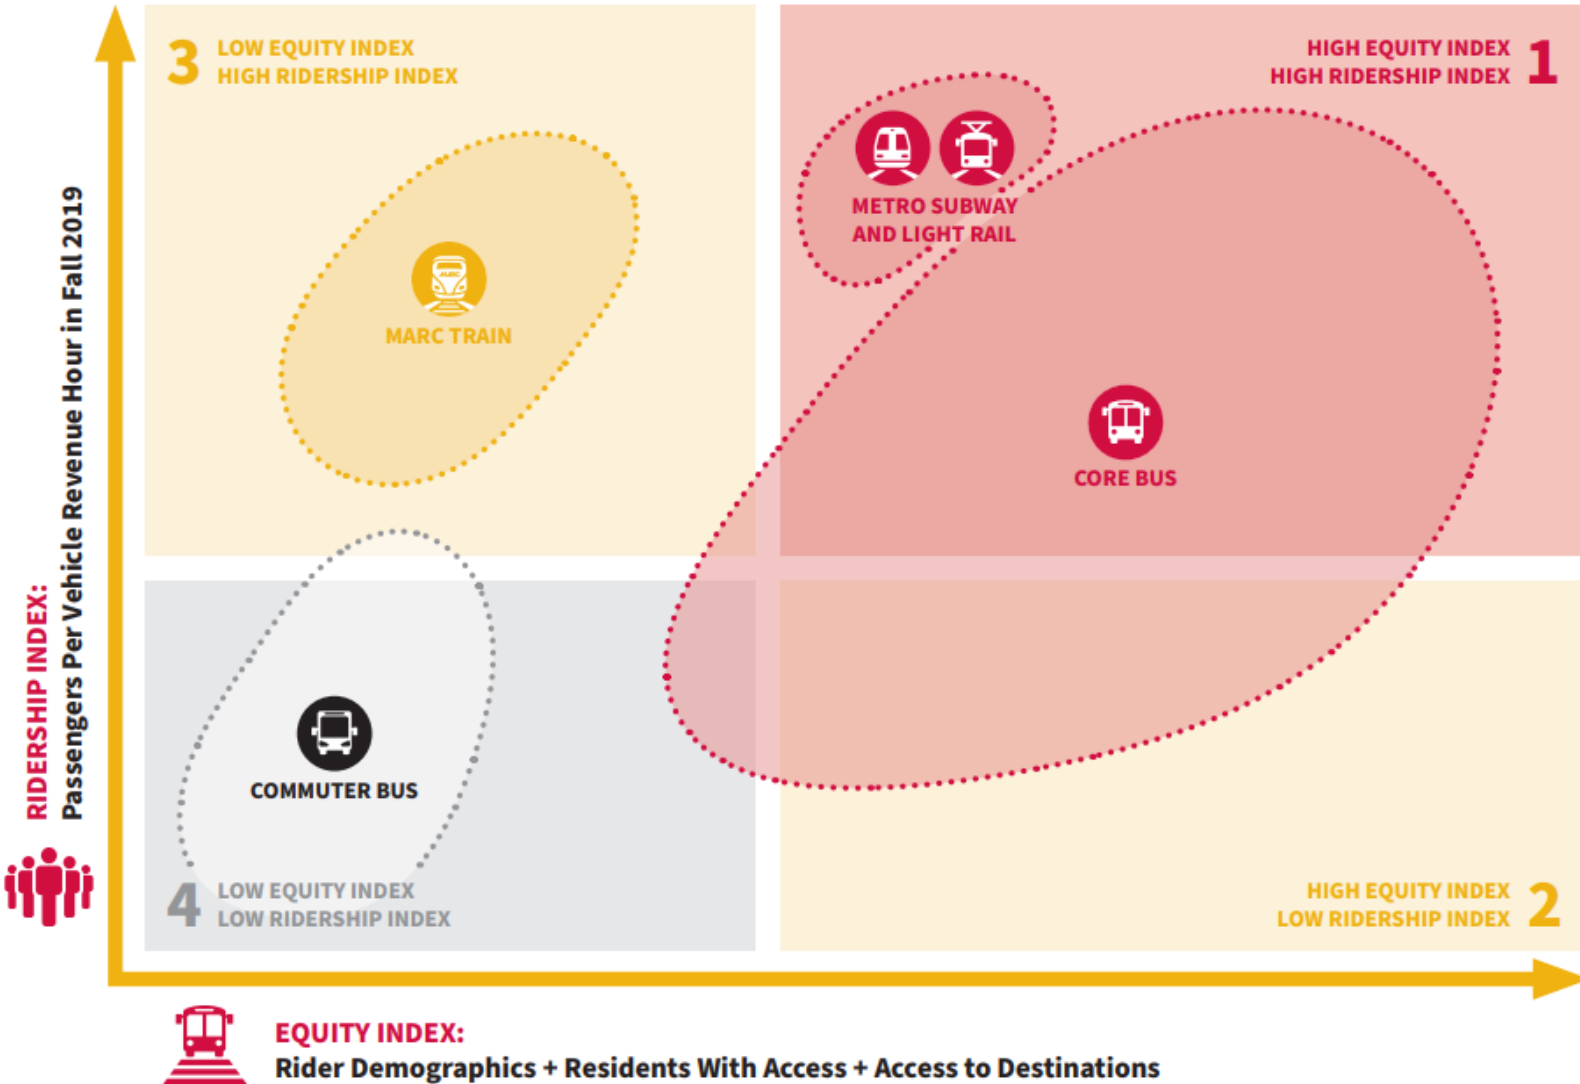 3
LOW EQUITY INDEX
HIGH RIDERSHIP INDEX
HIGH EQUITY INDEX
HIGH RIDERSHIP INDEX
1
METRO SUBWAY
AND LIGHT RAIL
MARC
MARC TRAIN
CORE BUS
COMMUTER BUS
4
LOW EQUITY INDEX
LOW RIDERSHIP INDEX
HIGH EQUITY INDEX
LOW RIDERSHIP INDEX
2
RIDERSHIP INDEX:
Passengers Per Vehicle Revenue Hour in Fall 2019
EQUITY INDEX:
Rider Demographics + Residents With Access + Access to Destinations